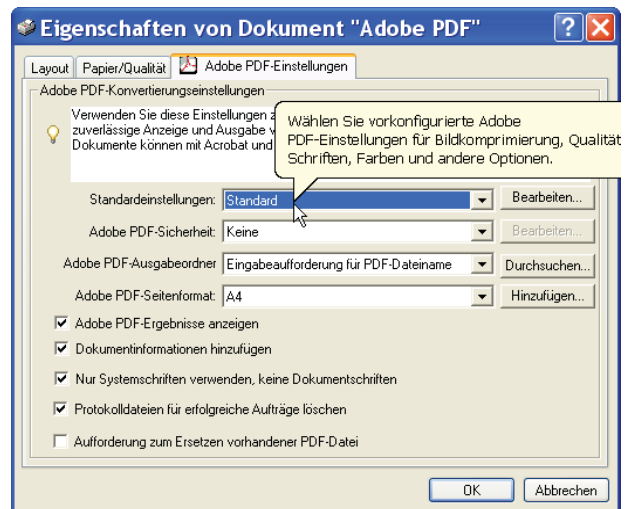 Eigenschaften von Dokument "Adobe PDF"
Layout Papier/Qualität Adobe PDF-Einstellungen
Adobe PDF-Konvertierungseinst
Verwenden Sie diese Einstellungen z
zuverlässige Anzeige und Ausgabe v
Dokumente können mit Acrobat und
Wählen Sie vorkonfigurierte Adobe
PDF-Einstellungen für Bildkomprimierung, Qualität
Schriften, Farben und andere Optionen.
Standardeinstellungen: Standard Bearbeiten...
Adobe PDF-Sicherheit: Keine Bearbeiten...
Adobe PDF-Ausgabeordner Eingabeaufforderung für PDF-Dateiname Durchsuchen...
Adobe PDF-Seitenformat: A4 Hinzufügen...
Adobe PDF-Ergebnisse anzeigen
Dokumentinformationen hinzufügen
Nur Systemschriften verwenden, keine Dokumentschriften
Protokolldateien für erfolgreiche Aufträge löschen
Aufforderung zum Ersetzen vorhandener PDF-Datei
OK Abbrechen